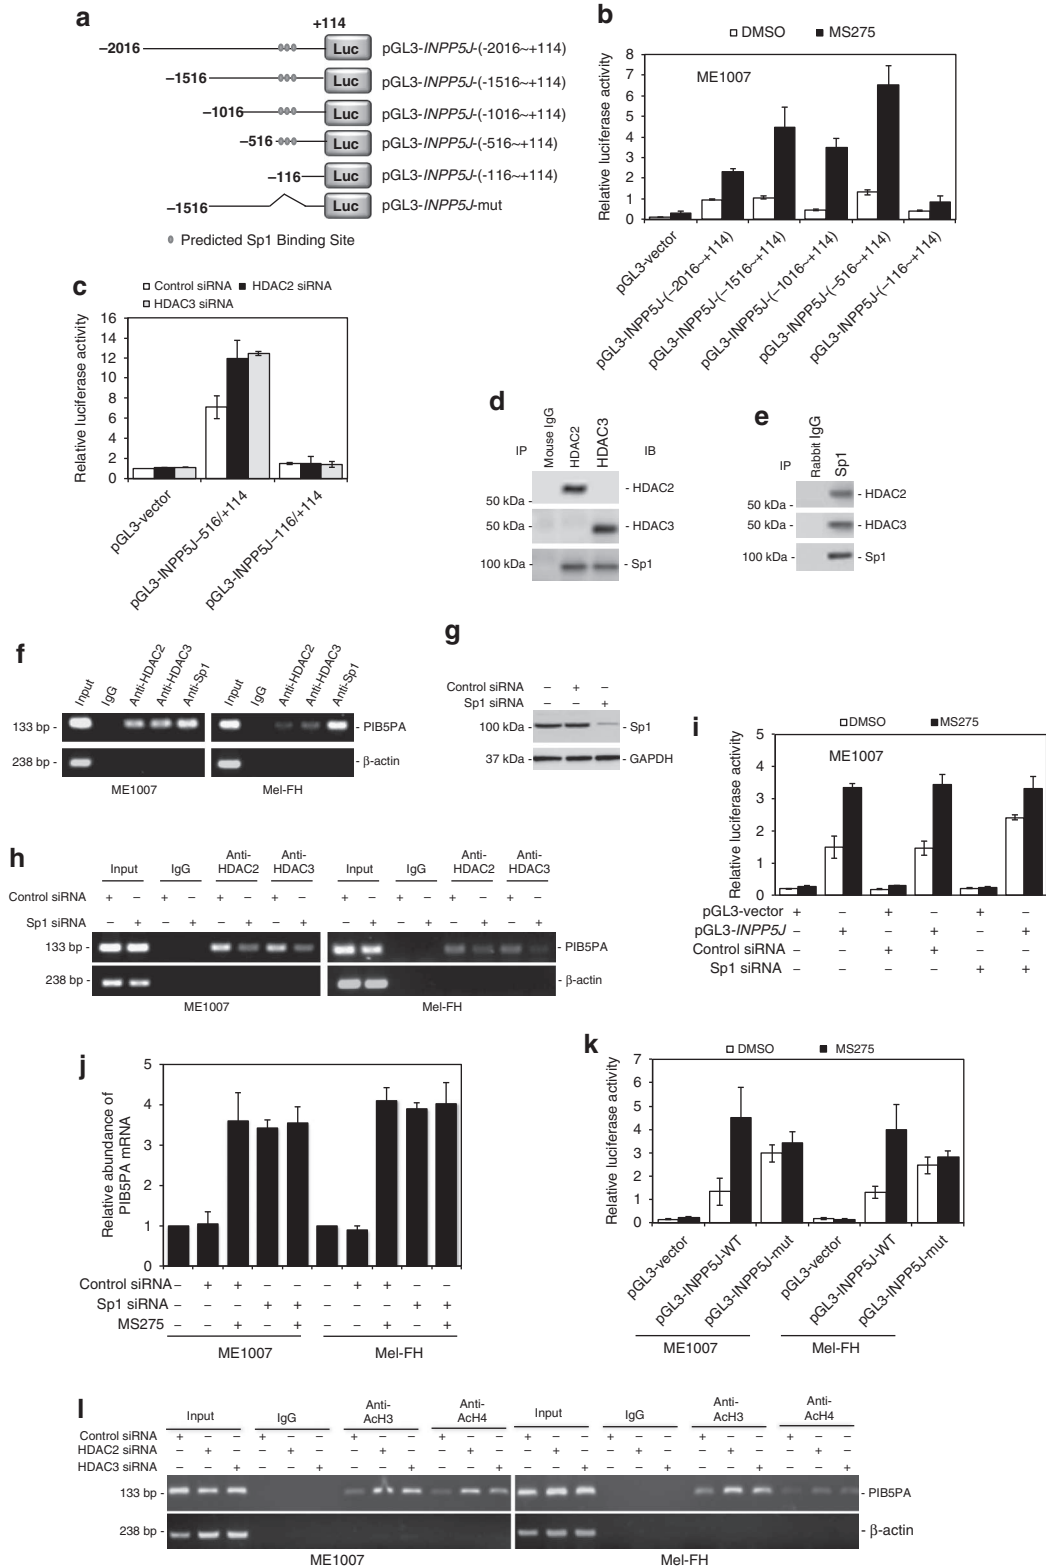 a
+114
−2016
Luc
pGL3-INPP5J-(-2016~+114)
−1516
Luc
pGL3-INPP5J-(-1516~+114)
−1016
Luc
pGL3-INPP5J-(-1016~+114)
−516
Luc
pGL3-INPP5J-(-516~+114)
−116
Luc
pGL3-INPP5J-(-116~+114)
−1516
Luc
pGL3-INPP5J-mut
Predicted Sp1 Binding Site
b
DMSO MS275
ME1007
Relative luciferase activity
8
7
6
5
4
3
2
1
0
pGL3-vector
pGL3-INPP5J-(−2016~+114)
pGL3-INPP5J-(−1516~+114)
pGL3-INPP5J-(−1016~+114)
pGL3-INPP5J-(−516~+114)
pGL3-INPP5J-(−116~+114)
c
Control siRNA HDAC2 siRNA
HDAC3 siRNA
Relative luciferase activity
16
14
12
10
8
6
4
2
0
pGL3-vector
pGL3-INPP5J−516/+114
pGL3-INPP5J−116/+114
d
IP Mouse IgG HDAC2 HDAC3 IB
- HDAC2
50 kDa -
50 kDa - - HDAC3
100 kDa - - Sp1
e
IP Rabbit IgG Sp1
- HDAC2
50 kDa -
50 kDa - - HDAC3
100 kDa - - Sp1
f
Input IgG Anti-HDAC2 Anti-HDAC3 Anti-Sp1 Input IgG Anti-HDAC2 Anti-HDAC3 Anti-Sp1
133 bp - - PIB5PA
238 bp - - β-actin
ME1007 Mel-FH
g
Control siRNA − + −
Sp1 siRNA − − +
100 kDa - - Sp1
37 kDa - - GAPDH
h
Input IgG Anti-HDAC2 Anti-HDAC3 Input IgG Anti-HDAC2 Anti-HDAC3
Control siRNA + − + − + − + − + − + − + − + −
Sp1 siRNA − + − + − + − + − + − + − + − +
133 bp - - PIB5PA
238 bp - - β-actin
ME1007 Mel-FH
i
DMSO MS275
ME1007
Relative luciferase activity
5
4
3
2
1
0
pGL3-vector + − + − + −
pGL3-INPP5J − + − + − +
Control siRNA − − + + − −
Sp1 siRNA − − − − + +
j
Relative abundance of
PIB5PA mRNA
5
4
3
2
1
0
Control siRNA − + + − − − + + − −
Sp1 siRNA − − − + + − − − + +
MS275 − − + − + − − + − +
ME1007 Mel-FH
k
DMSO MS275
Relative luciferase activity
7
6
5
4
3
2
1
0
pGL3-vector
pGL3-INPP5J-WT
pGL3-INPP5J-mut
pGL3-vector
pGL3-INPP5J-WT
pGL3-INPP5J-mut
ME1007 Mel-FH
l
Input IgG Anti-AcH3 Anti-AcH4 Input IgG Anti-AcH3 Anti-AcH4
Control siRNA + − − + − − + − − + − − + − − + − − + − − + − −
HDAC2 siRNA − + − − + − − + − − + − − + − − + − − + − − + −
HDAC3 siRNA − − + − − + − − + − − + − − + − − + − − + − − +
133 bp - - PIB5PA
238 bp - - β-actin
ME1007 Mel-FH